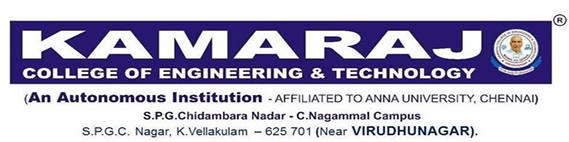 ®
KAMARAJ
COLLEGE OF ENGINEERING & TECHNOLOGY
(An Autonomous Institution - AFFILIATED TO ANNA UNIVERSITY, CHENNAI)
S.P.G.Chidambara Nadar - C.Nagammal Campus
S.P.G.C. Nagar, K.Vellakulam – 625 701 (Near VIRUDHUNAGAR).